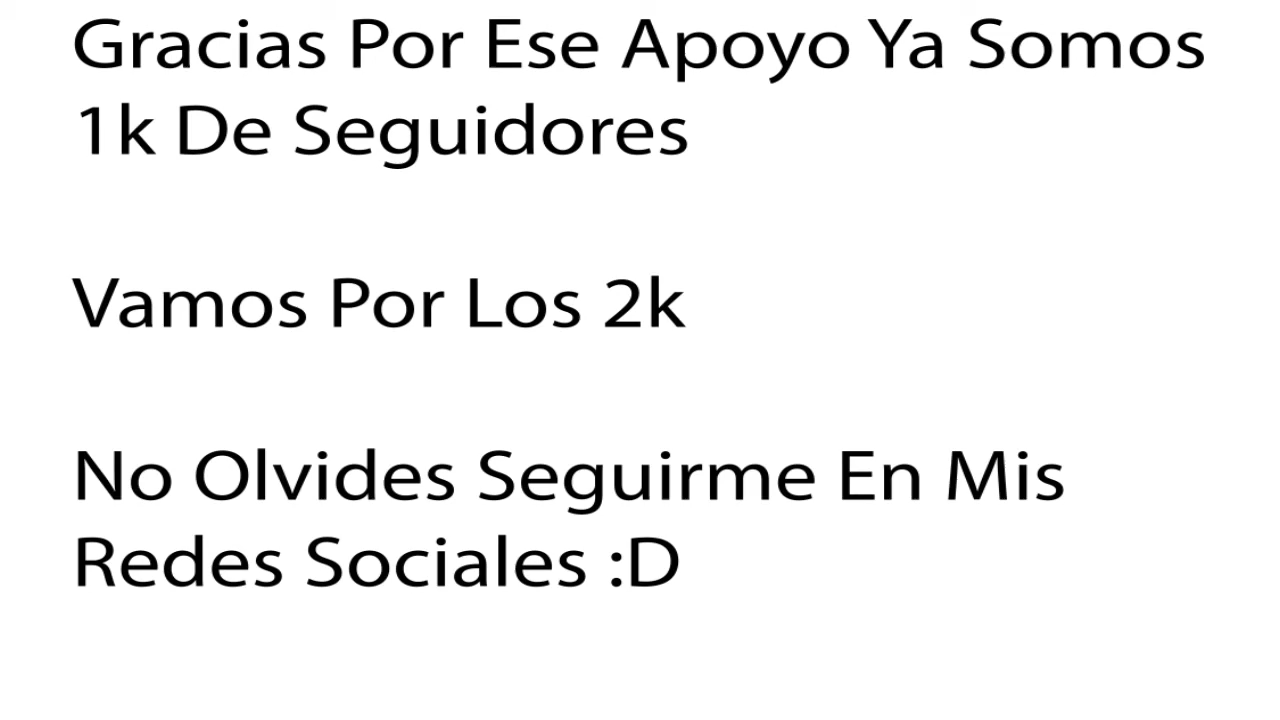 Gracias Por Ese Apoyo Ya Somos
1k De Seguidores
Vamos Por Los 2k
No Olvides Seguirme En Mis
Redes Sociales :D